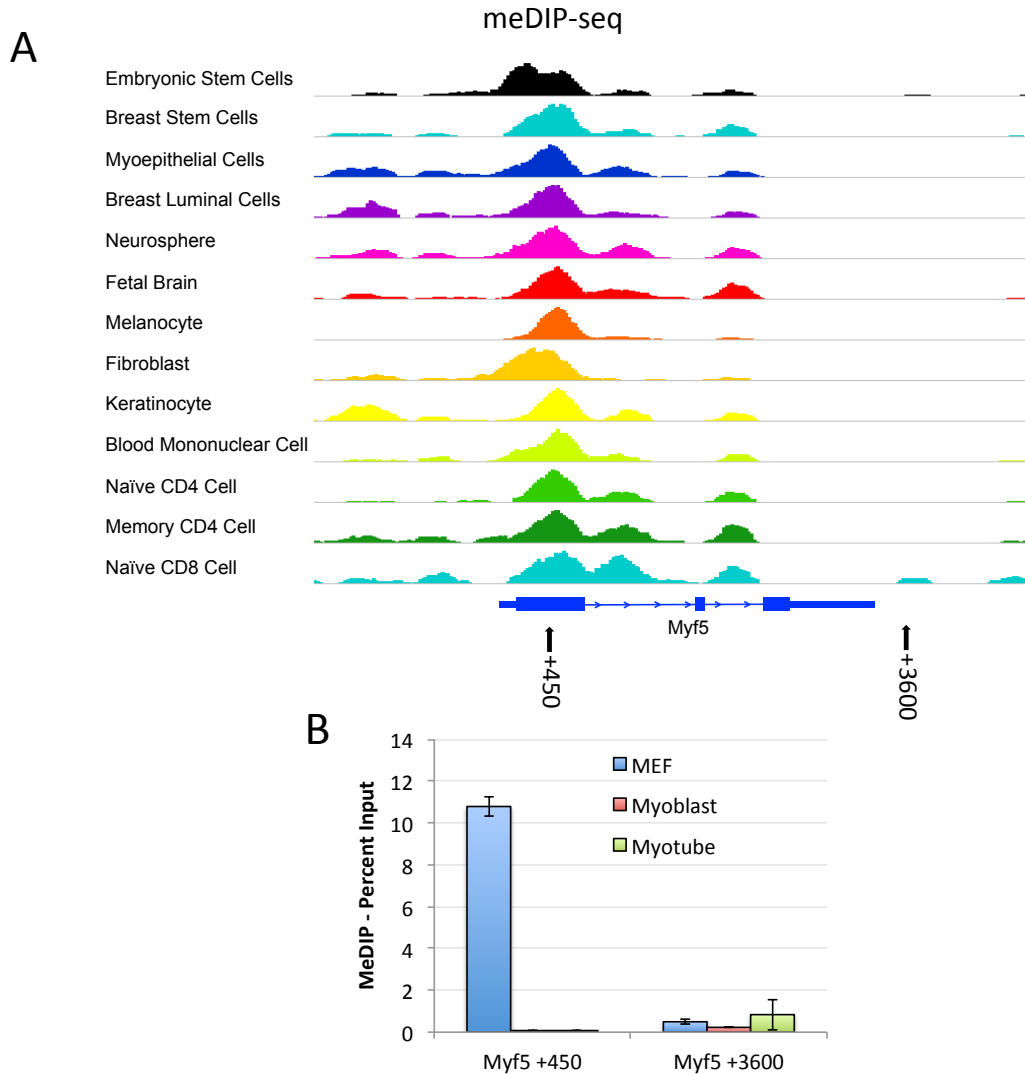 meDIP-seq
A
Embryonic Stem Cells
Breast Stem Cells
Myoepithelial Cells
Breast Luminal Cells
Neurosphere
Fetal Brain
Melanocyte
Fibroblast
Keratinocyte
Blood Mononuclear Cell
Naïve CD4 Cell
Memory CD4 Cell
Naïve CD8 Cell
Myf5
+450
+3600
B
MeDIP - Percent Input
14
12
10
8
6
4
2
0
MEF
Myoblast
Myotube
Myf5 +450
Myf5 +3600